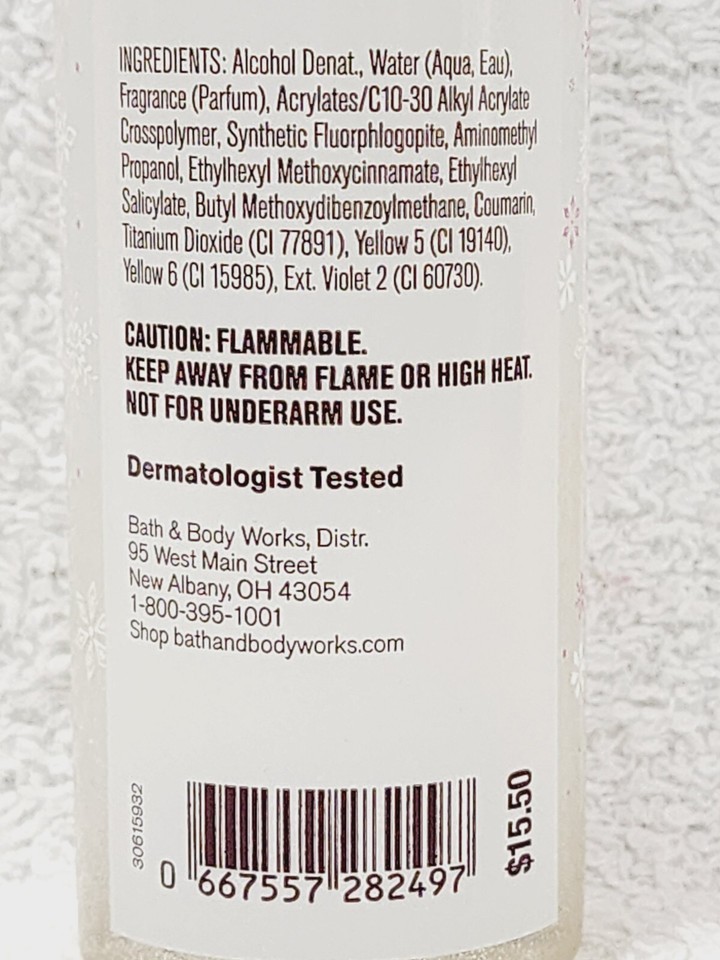 INGREDIENTS: Alcohol Denat., Water (Aqua, Eau),
Fragrance (Parfum), Acrylates/C10-30 Alkyl Acrylate
Crosspolymer, Synthetic Fluorphlogopite, Aminomethyl
Propanol, Ethylhexyl Methoxycinnamate, Ethylhexyl
Salicylate, Butyl Methoxydibenzoylmethane, Coumarin,
Titanium Dioxide (CI 77891), Yellow 5 (CI 19140),
Yellow 6 (CI 15985), Ext. Violet 2 (CI 60730).
CAUTION: FLAMMABLE.
KEEP AWAY FROM FLAME OR HIGH HEAT.
NOT FOR UNDERARM USE.
Dermatologist Tested
Bath & Body Works, Distr.
95 West Main Street
New Albany, OH 43054
1-800-395-1001
Shop bathandbodyworks.com
30615932
0 667557 282497
$15.50